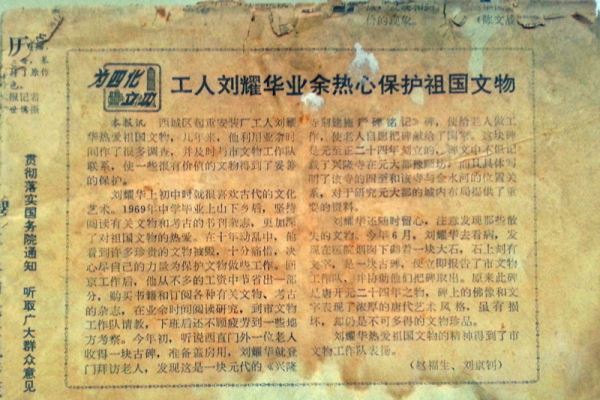 为四化立功
工人刘耀华业余热心保护祖国文物
本报讯 西城区起重安装厂工人刘耀
华热爱祖国文物，几年来，他利用业余时
间作了很多调查，并及时与市文物工作队
联系，使一些很有价值的文物得到了妥善
的保护。
刘耀华上初中时就很喜欢古代的文化
艺术。1969年中学毕业上山下乡后，坚持
阅读有关文物和考古的书刊杂志，更加深
了对祖国文物的热爱。在十年动乱中，他
看到许多珍贵的文物被毁，十分痛惜，决
心尽自己的力量为保护文物做些工作。回
京工作后，他从不多的工资中节省出一部
分，购买书籍和订阅各种有关文物、考古
的杂志，在业余时间阅读、研究，到市文物
工作队请教，下班后还不顾疲劳到一些地
方考察。今年初，听说西直门外一位老人
收得一块古碑，准备盖房用，刘耀华就登
门拜访老人，发现这是一块元代的《兴隆
寺创建施产碑铭记》碑，便给老人做工
作，使老人自愿把碑献给了国家。这块碑
是元至正二十四年刻立的，碑文中不但记
载了兴隆寺在元大都豫顺坊，而且具体写
明了该寺的四至和该寺与金水河的位置关
系，对于研究元大都的城内布局提供了重
要的资料。
刘耀华还随时留心，注意发现那些散
失的文物。今年6月，刘耀华去看病，发
现在医院烟囱下戳着一块大石，石上刻有
文字，是一块古碑，便立即报告了市文物
工作队，并协助他们把碑取出。原来此碑
是唐开元二十四年之物，碑上的佛像和文
字表现了浓厚的唐代艺术风格，虽有损
坏，却仍是不可多得的文物珍品。
刘耀华热爱祖国文物的精神得到了市
文物工作队表扬。
（赵福生、刘京钊）
贯彻落实国务院通知 听取广大群众意见